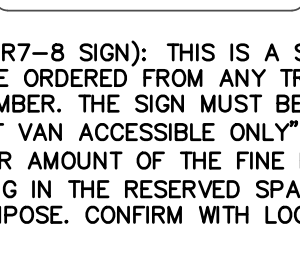 R7-8 SIGN): THIS IS A S
E ORDERED FROM ANY TR
MBER. THE SIGN MUST BE
T VAN ACCESSIBLE ONLY"
R AMOUNT OF THE FINE
G IN THE RESERVED SPA
MPOSE. CONFIRM WITH LOC